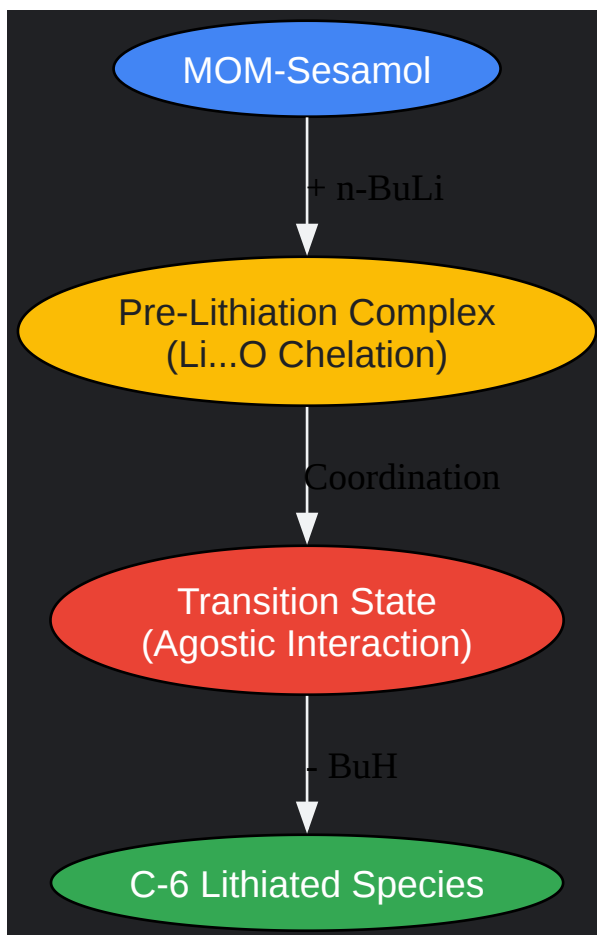 MOM-Sesamol
+ n-BuLi
Pre-Lithiation Complex
(Li...O Chelation)
Coordination
Transition State
(Agostic Interaction)
- BuH
C-6 Lithiated Species